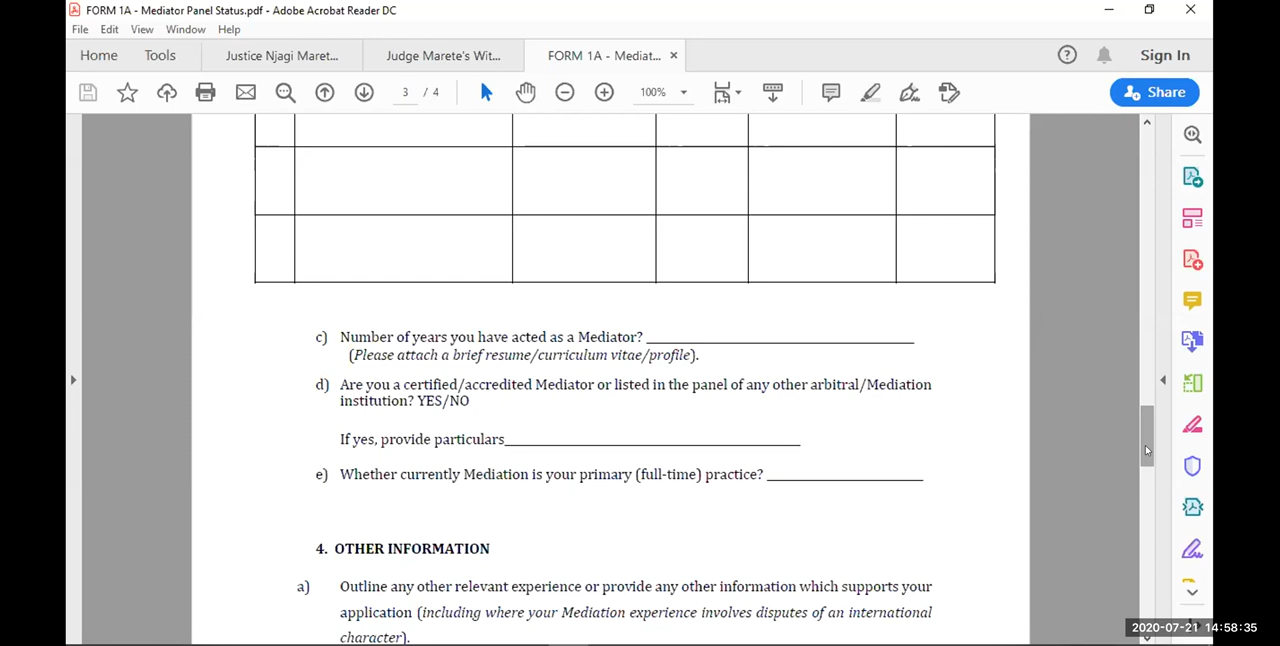 FORM 1A - Mediator Panel Status.pdf - Adobe Acrobat Reader DC
File Edit View Window Help
Home Tools Justice Njagi Maret... Judge Marete's Wit... FORM 1A - Mediat... × Sign In
3 / 4 100% Share
c) Number of years you have acted as a Mediator? ____
(Please attach a brief resume/curriculum vitae/profile).
d) Are you a certified/accredited Mediator or listed in the panel of any other arbitral/Mediation
institution? YES/NO
If yes, provide particulars____
e) Whether currently Mediation is your primary (full-time) practice? ____
4. OTHER INFORMATION
a) Outline any other relevant experience or provide any other information which supports your
application (including where your Mediation experience involves disputes of an international
character).
2020-07-21 14:58:35